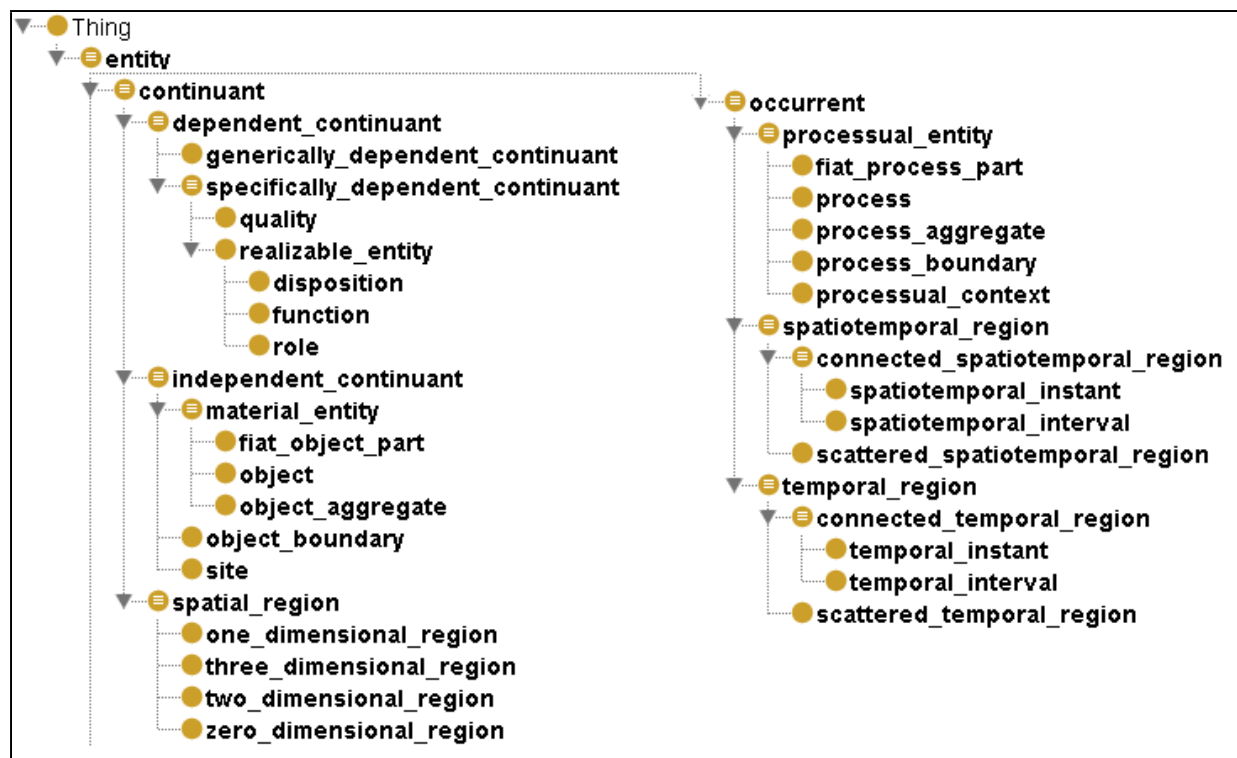 Thing
entity
continuant
dependent_continuant
generically_dependent_continuant
specifically_dependent_continuant
quality
realizable_entity
disposition
function
role
independent_continuant
material_entity
fiat_object_part
object
object_aggregate
object_boundary
site
spatial_region
one_dimensional_region
three_dimensional_region
two_dimensional_region
zero_dimensional_region
occurrent
processual_entity
fiat_process_part
process
process_aggregate
process_boundary
processual_context
spatiotemporal_region
connected_spatiotemporal_region
spatiotemporal_instant
spatiotemporal_interval
scattered_spatiotemporal_region
temporal_region
connected_temporal_region
temporal_instant
temporal_interval
scattered_temporal_region